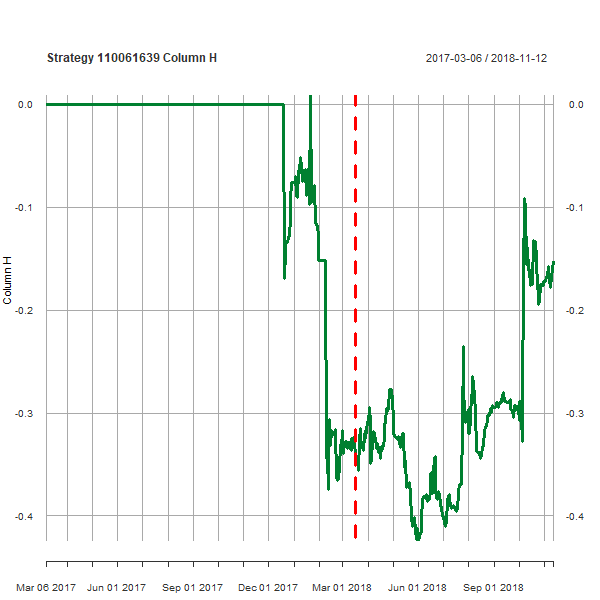 Strategy 110061639 Column H
2017-03-06 / 2018-11-12
0.0 0.0
-0.1 -0.1
-0.2 -0.2
-0.3 -0.3
-0.4 -0.4
Column H
Mar 06 2017 Jun 01 2017 Sep 01 2017 Dec 01 2017 Mar 01 2018 Jun 01 2018 Sep 01 2018